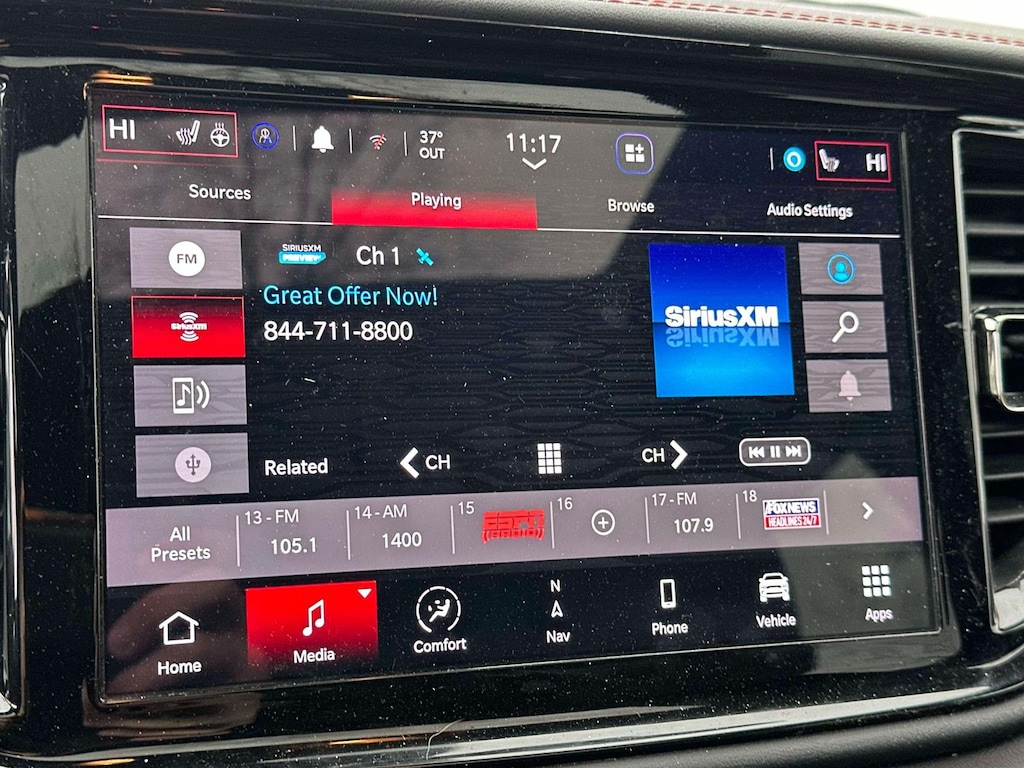 HI
37°
OUT
11:17
HI
Sources
Playing
Browse
Audio Settings
FM
SIRIUSXM
PREVIEW
Ch 1
Great Offer Now!
844-711-8800
SiriusXM
SiriusXM
Related
CH
CH
All
Presets
13 - FM
105.1
14 - AM
1400
15
ESPN
RADIO
16
17 - FM
107.9
18
FOX NEWS
HEADLINES 24/7
Home
Media
Comfort
N
Nav
Phone
Vehicle
Apps